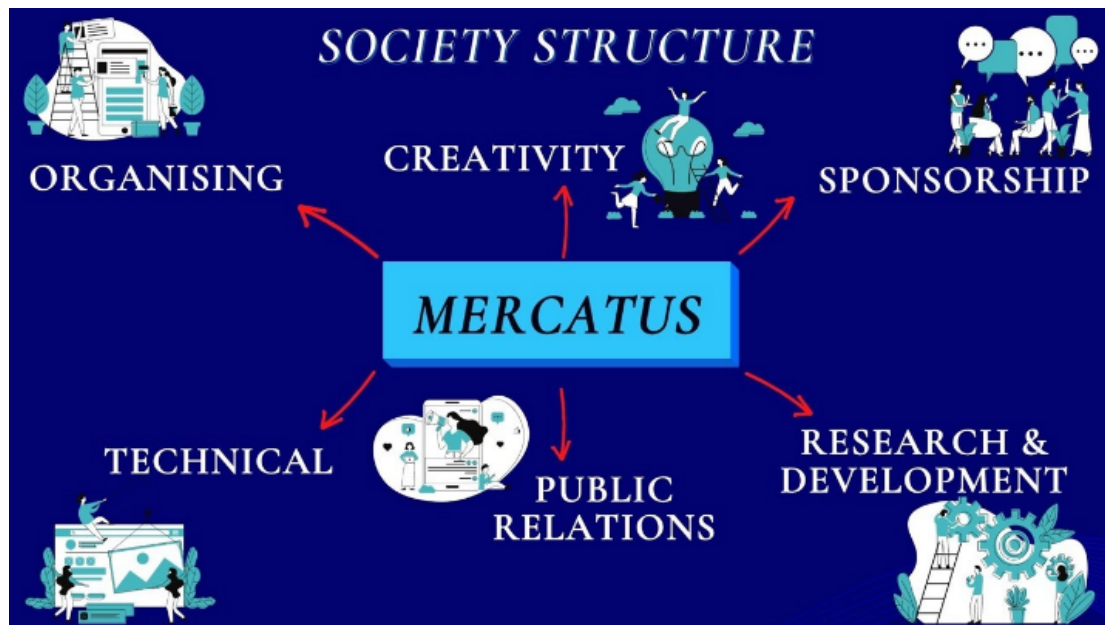 SOCIETY STRUCTURE
ORGANISING
CREATIVITY
SPONSORSHIP
MERCATUS
TECHNICAL
PUBLIC
RELATIONS
RESEARCH &
DEVELOPMENT